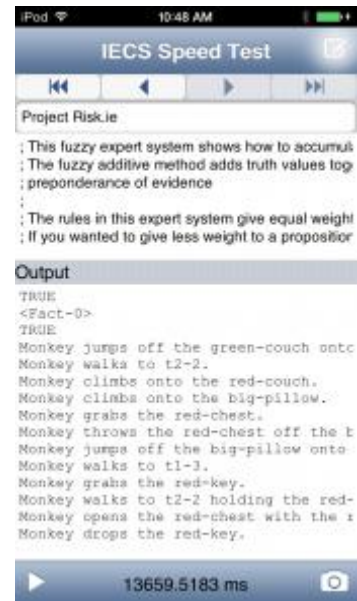 iPod 10:48 AM
IECS Speed Test
Project Risk.ie
; This fuzzy expert system shows how to accumula
; The fuzzy additive method adds truth values tog
; preponderance of evidence
;
; The rules in this expert system give equal weight
; If you wanted to give less weight to a proposition
Output
TRUE
<Fact-0>
TRUE
Monkey jumps off the green-couch onto
Monkey walks to t2-2.
Monkey climbs onto the red-couch.
Monkey climbs onto the big-pillow.
Monkey grabs the red-chest.
Monkey throws the red-chest off the b
Monkey jumps off the big-pillow onto
Monkey walks to t1-3.
Monkey grabs the red-key.
Monkey walks to t2-2 holding the red-
Monkey opens the red-chest with the r
Monkey drops the red-key.
13659.5183 ms